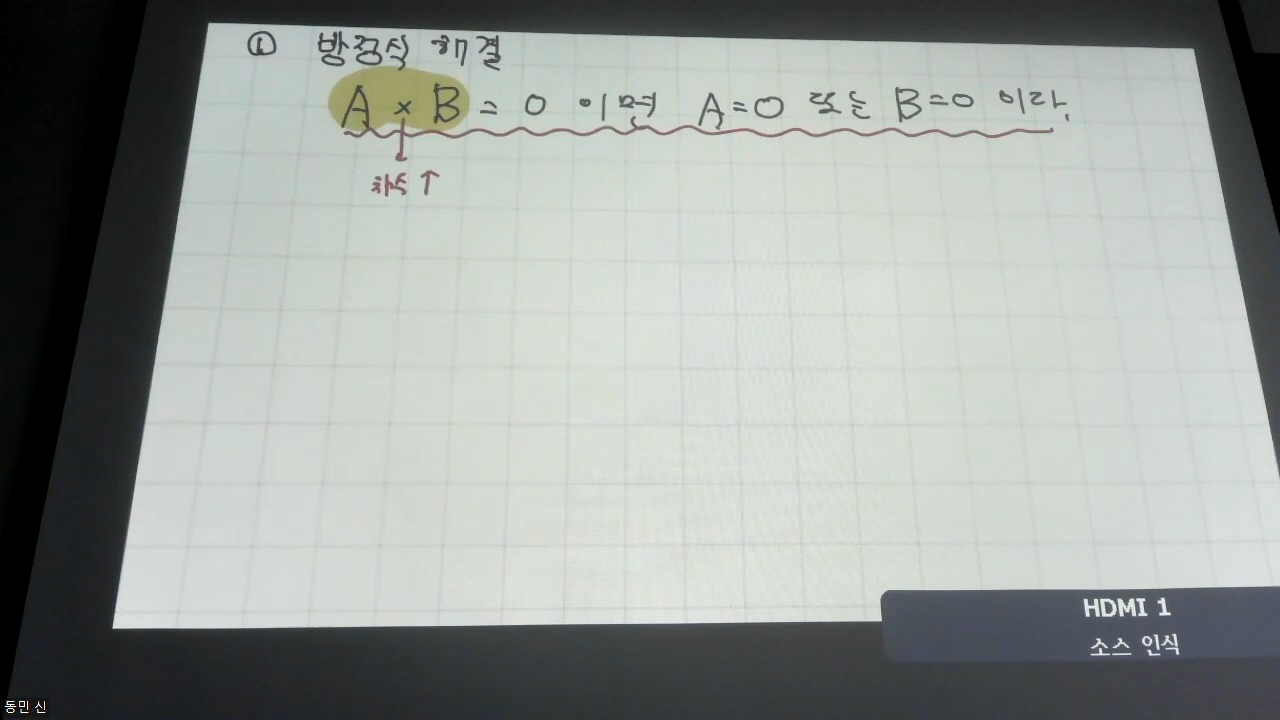 ① 방정식 해결
A × B = 0 이면 A=0 또는 B=0 이다.
차수 ↑
HDMI 1
소스 인식
동민 신